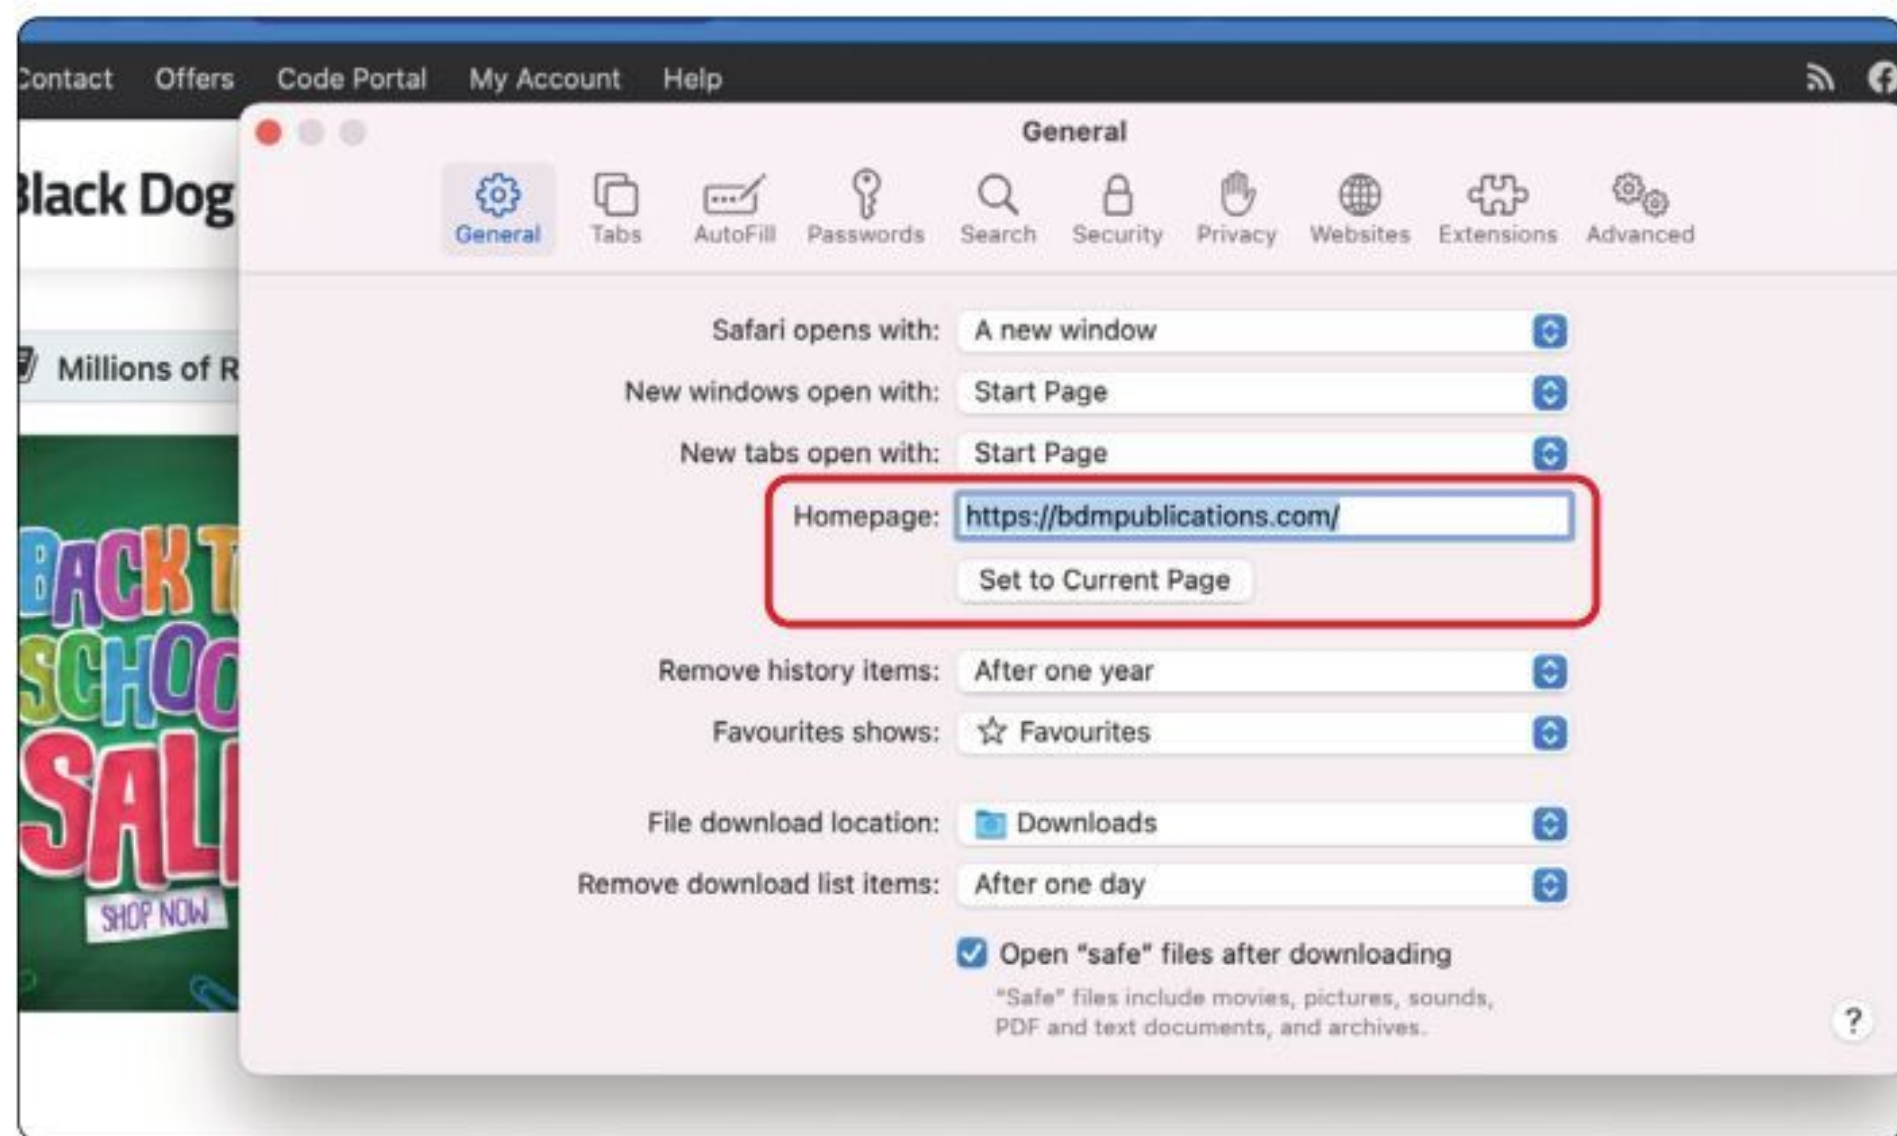 Contact Offers Code Portal My Account Help
Black Dog
Millions of R
BACK T
SCHOO
SAL
SHOP NOW
General
General Tabs AutoFill Passwords Search Security Privacy Websites Extensions Advanced
Safari opens with: A new window
New windows open with: Start Page
New tabs open with: Start Page
Homepage: https://bdmpublications.com/
Set to Current Page
Remove history items: After one year
Favourites shows: ☆ Favourites
File download location: Downloads
Remove download list items: After one day
Open “safe” files after downloading
“Safe” files include movies, pictures, sounds,
PDF and text documents, and archives.
?